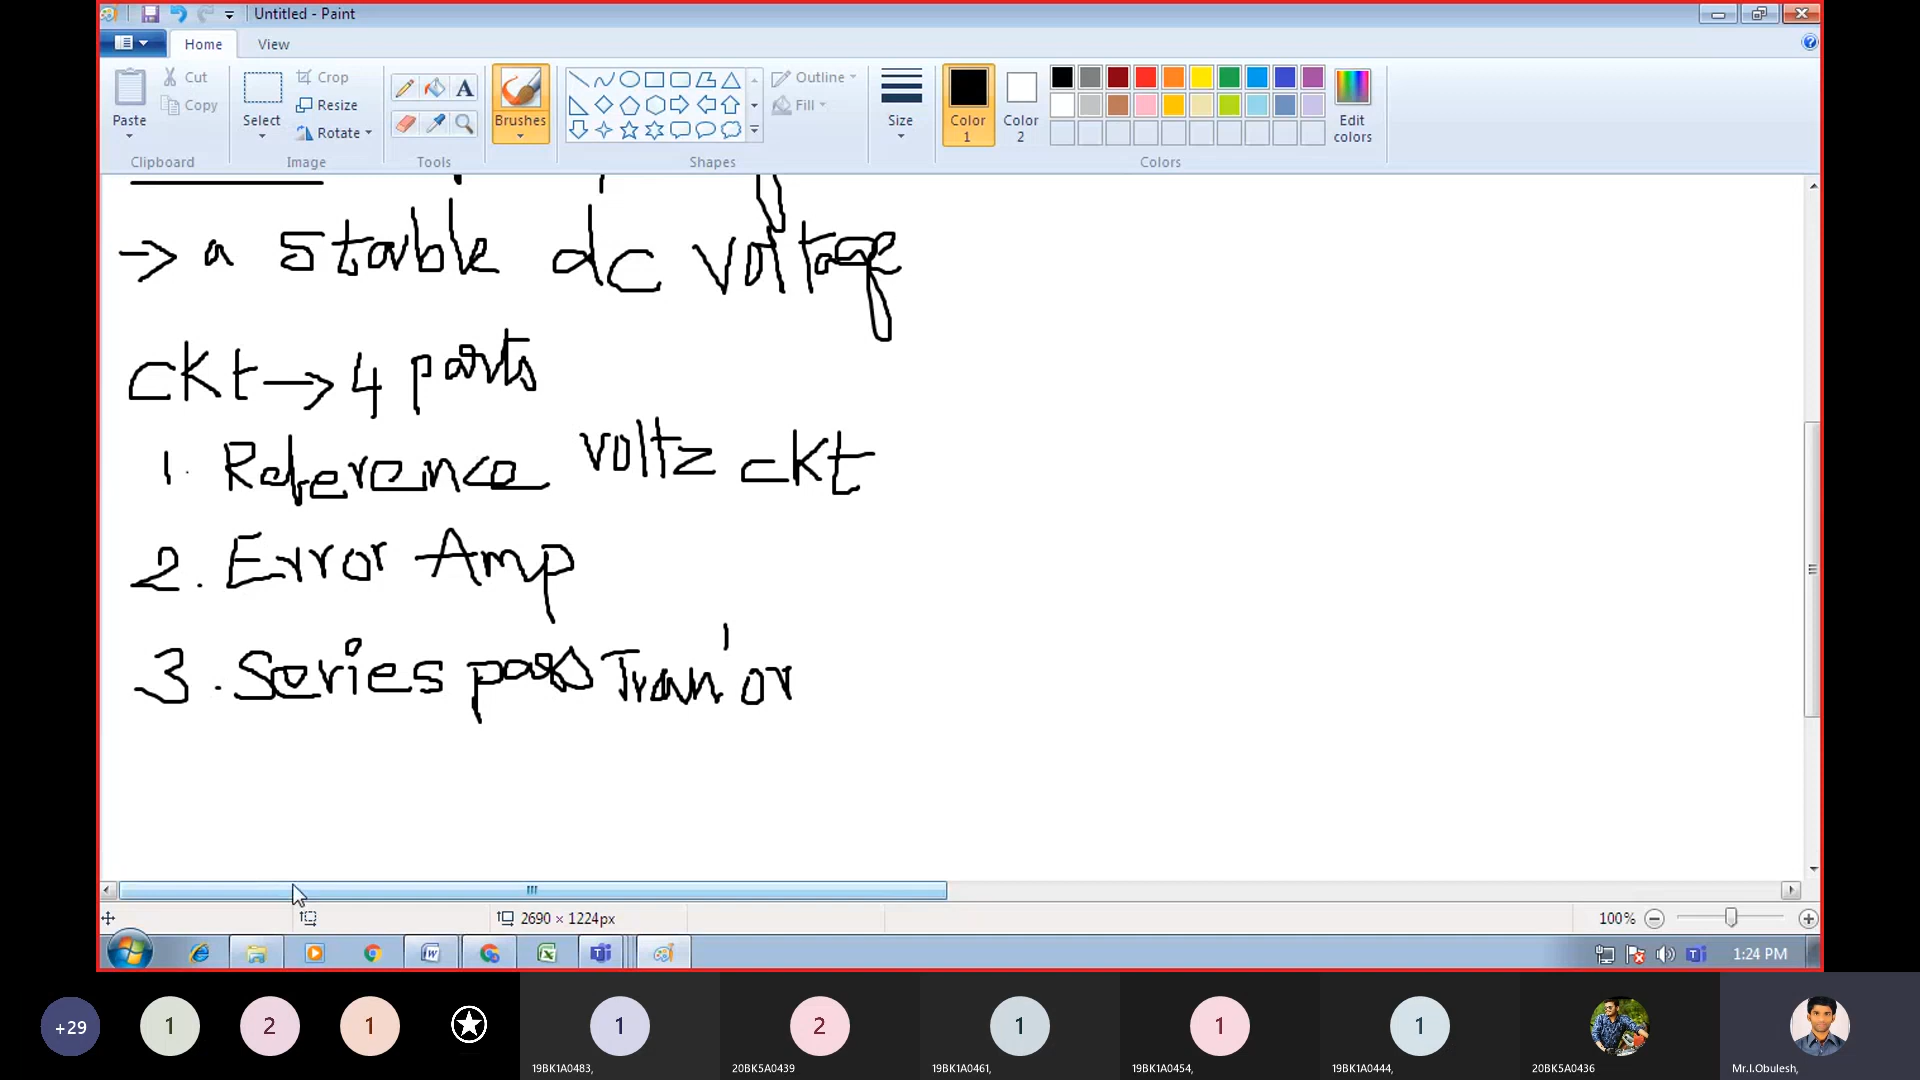 Untitled - Paint
Home View
Paste Cut Copy Clipboard
Select Crop Resize Rotate Image
Tools
Brushes
Outline Fill Shapes
Size
Color 1 Color 2 Edit colors Colors
→ a stable dc voltage
ckt → 4 parts
1. Reference voltz ckt
2. Error Amp
3. Series pass Tran'or
2690 × 1224px 100%
1:24 PM
+29 1 2 1 1 2 1 1 1
19BK1A0483, 20BK5A0439 19BK1A0461, 19BK1A0454, 19BK1A0444, 20BK5A0436 Mr.I.Obulesh,